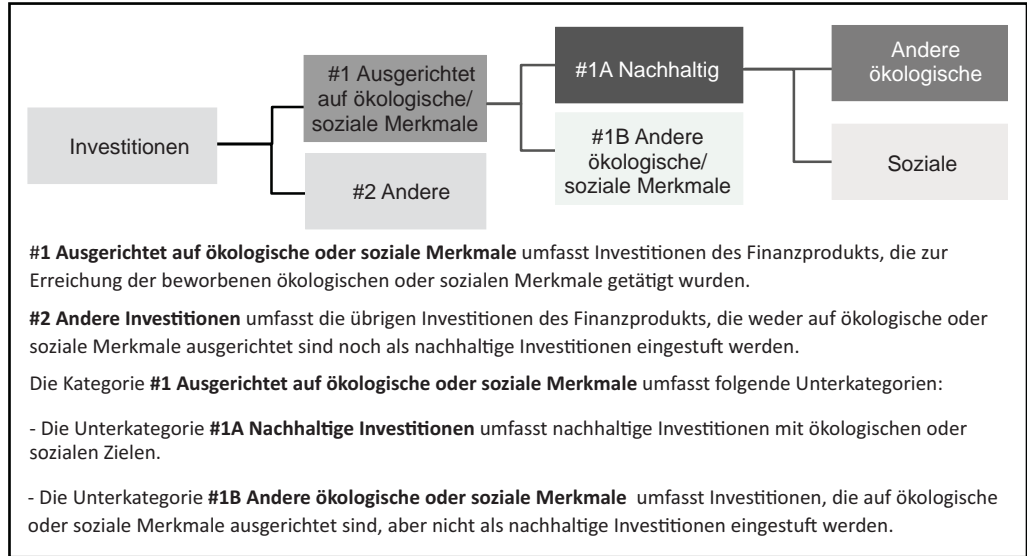 Investitionen
#1 Ausgerichtet
auf ökologische/
soziale Merkmale
#2 Andere
#1A Nachhaltig
#1B Andere
ökologische/
soziale Merkmale
Andere
ökologische
Soziale
#1 Ausgerichtet auf ökologische oder soziale Merkmale umfasst Investitionen des Finanzprodukts, die zur
Erreichung der beworbenen ökologischen oder sozialen Merkmale getätigt wurden.
#2 Andere Investitionen umfasst die übrigen Investitionen des Finanzprodukts, die weder auf ökologische oder
soziale Merkmale ausgerichtet sind noch als nachhaltige Investitionen eingestuft werden.
Die Kategorie #1 Ausgerichtet auf ökologische oder soziale Merkmale umfasst folgende Unterkategorien:
- Die Unterkategorie #1A Nachhaltige Investitionen umfasst nachhaltige Investitionen mit ökologischen oder
sozialen Zielen.
- Die Unterkategorie #1B Andere ökologische oder soziale Merkmale umfasst Investitionen, die auf ökologische
oder soziale Merkmale ausgerichtet sind, aber nicht als nachhaltige Investitionen eingestuft werden.